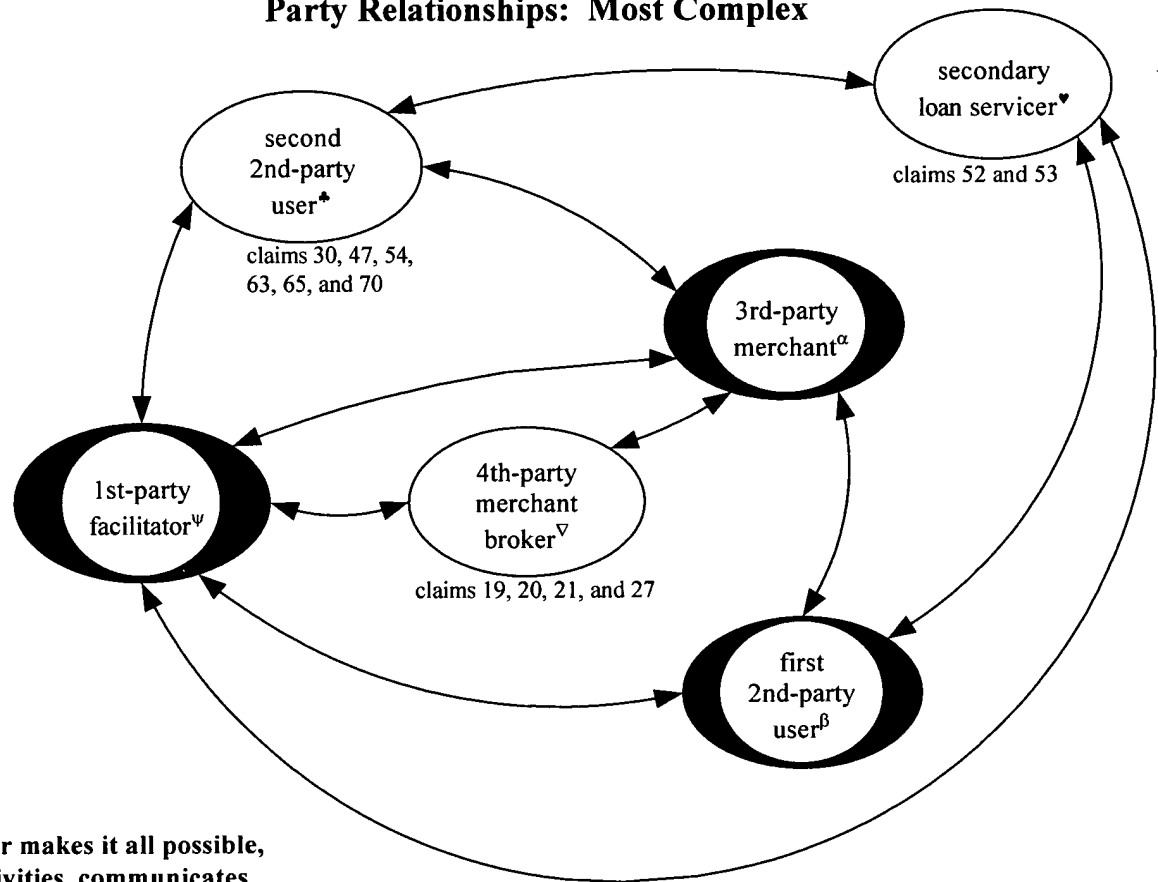 Party Relationships: Most Complex
secondary
loan servicer♥
claims 52 and 53
second
2nd-party
user♣
claims 30, 47, 54,
63, 65, and 70
3rd-party
merchantα
1st-party
facilitatorψ
4th-party
merchant
broker∇
claims 19, 20, 21, and 27
first
2nd-party
userβ
r makes it all possible,
ivities, communicates